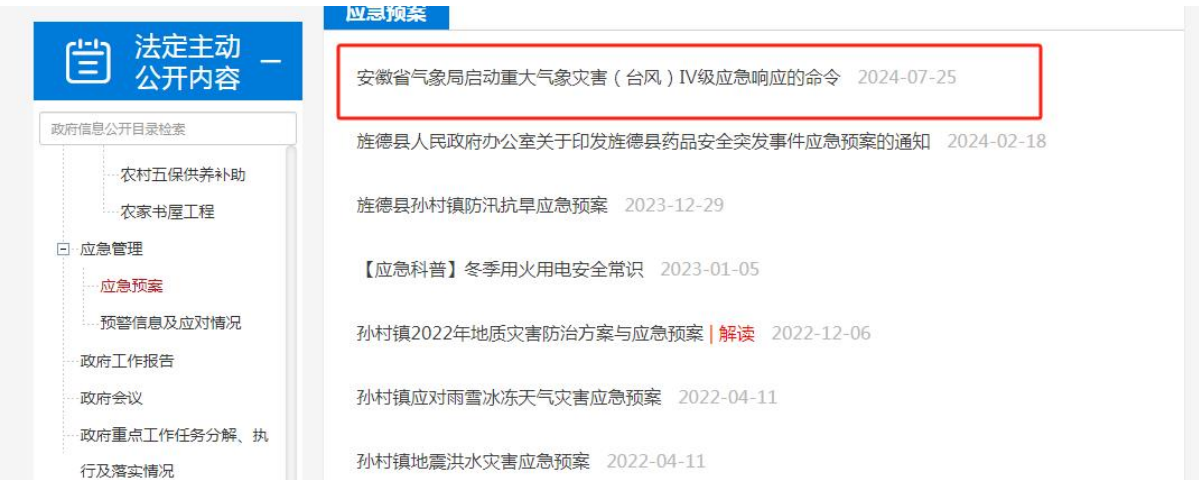 法定主动
公开内容
政府信息公开目录检索
农村五保供养补助
农家书屋工程
应急管理
应急预案
预警信息及应对情况
政府工作报告
政府会议
政府重点工作任务分解、执
行及落实情况
应急预案
安徽省气象局启动重大气象灾害（台风）IV级应急响应的命令 2024-07-25
旌德县人民政府办公室关于印发旌德县药品安全突发事件应急预案的通知 2024-02-18
旌德县孙村镇防汛抗旱应急预案 2023-12-29
【应急科普】冬季用火用电安全常识 2023-01-05
孙村镇2022年地质灾害防治方案与应急预案 | 解读 2022-12-06
孙村镇应对雨雪冰冻天气灾害应急预案 2022-04-11
孙村镇地震洪水灾害应急预案 2022-04-11